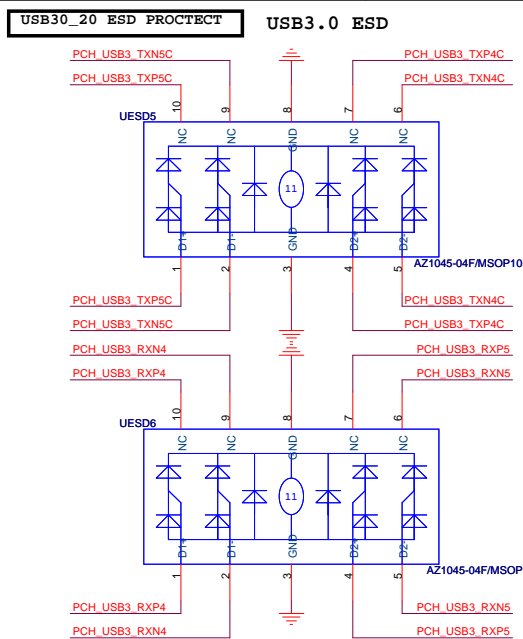 USB30_20 ESD PROCTECT
USB3.0 ESD
PCH_USB3_TXN5C
PCH_USB3_TXP4C
PCH_USB3_TXP5C
PCH_USB3_TXN4C
10 9 8 7 6
UESD5
NC NC GND NC NC
11
D1+ D1- GND D2+ D2-
AZ1045-04F/MSOP10
1 2 3 4 5
PCH_USB3_TXP5C
PCH_USB3_TXN4C
PCH_USB3_TXN5C
PCH_USB3_TXP4C
PCH_USB3_RXN4
PCH_USB3_RXP5
PCH_USB3_RXP4
PCH_USB3_RXN5
10 9 8 7 6
UESD6
NC NC GND NC NC
11
D1+ D1- GND D2+ D2-
AZ1045-04F/MSOP
1 2 3 4 5
PCH_USB3_RXP4
PCH_USB3_RXN5
PCH_USB3_RXN4
PCH_USB3_RXP5